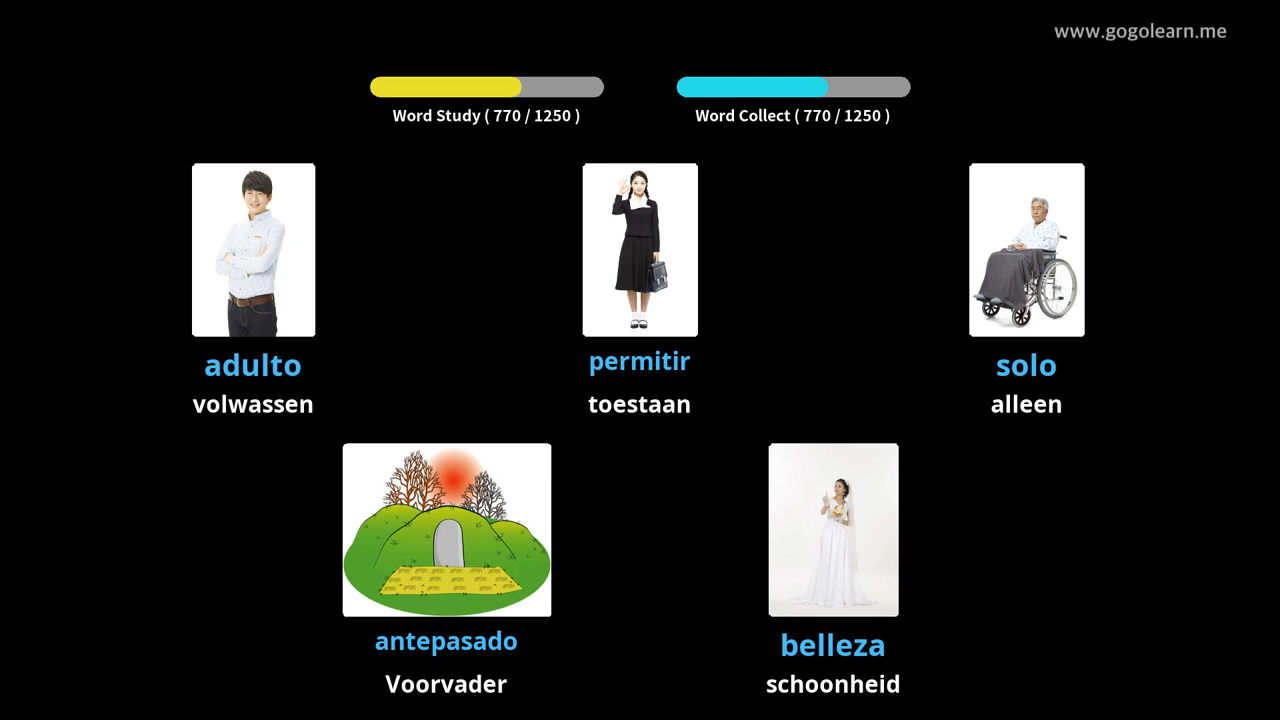 www.gogolearn.me
Word Study ( 770 / 1250 )
Word Collect ( 770 / 1250 )
adulto
volwassen
permitir
toestaan
solo
alleen
antepasado
Voorvader
belleza
schoonheid